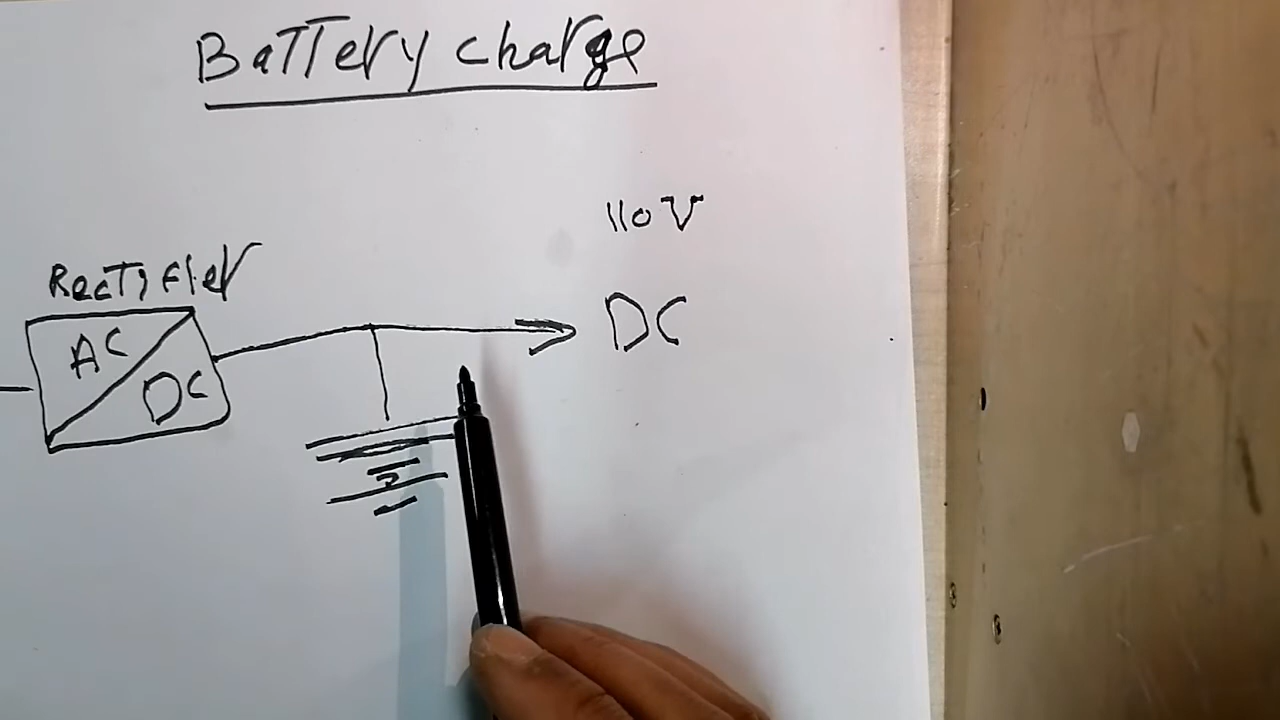 Battery charge
110V
Rectifier
AC
DC
DC